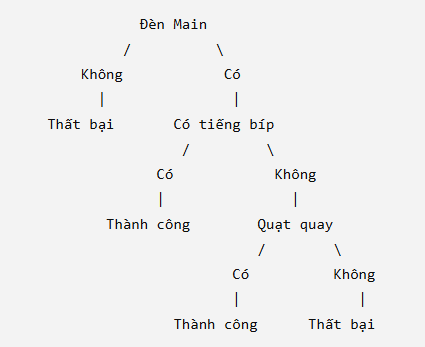 Đèn Main
/ \
Không Có
| |
Thất bại Có tiếng bíp
/ \
Có Không
| |
Thành công Quạt quay
/ \
Có Không
| |
Thành công Thất bại